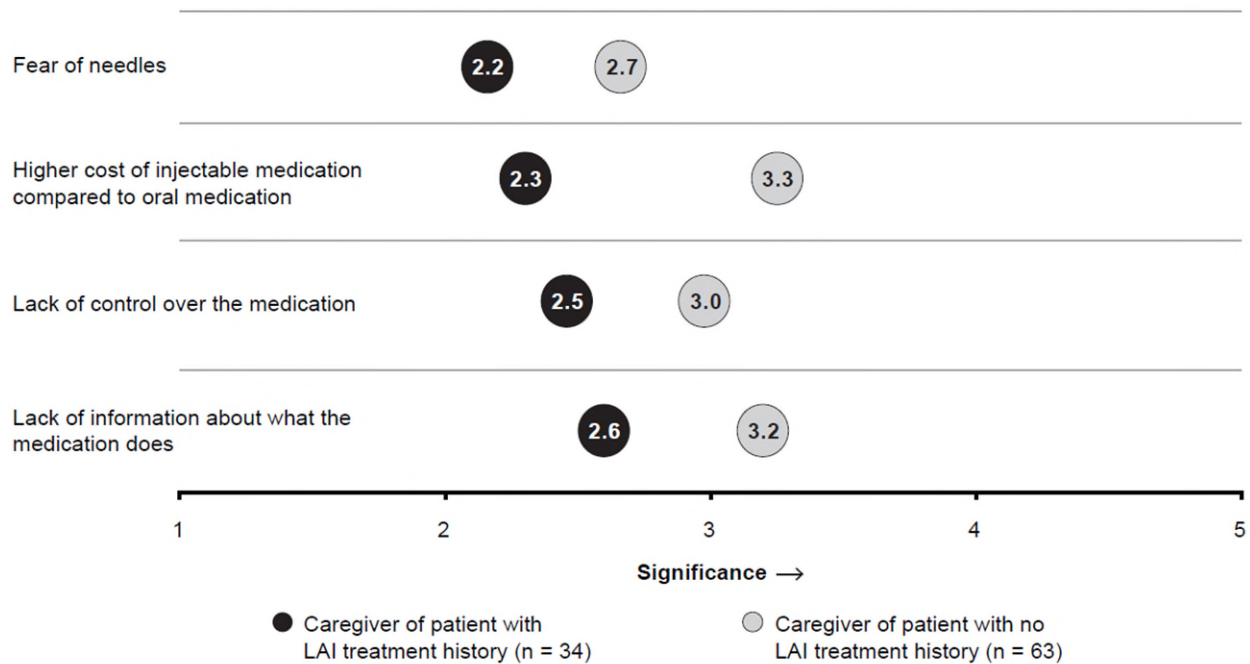 Fear of needles
2.2
2.7
Higher cost of injectable medication
compared to oral medication
2.3
3.3
Lack of control over the medication
2.5
3.0
Lack of information about what the
medication does
2.6
3.2
1 2 3 4 5
Significance →
Caregiver of patient with
LAI treatment history (n = 34)
Caregiver of patient with no
LAI treatment history (n = 63)